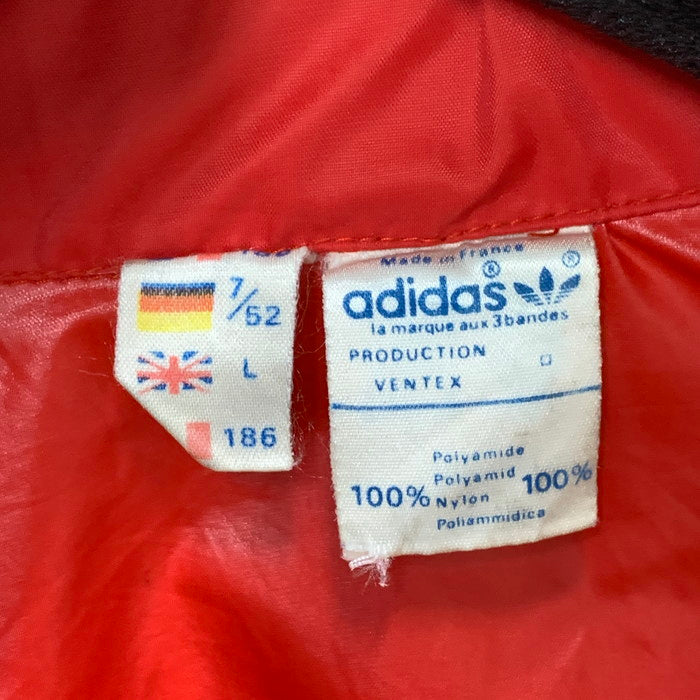 7/52
L
186
Made in France
adidas®
®
la marque aux 3 bandes
PRODUCTION
VENTEX
Polyamide
Polyamid
100% Nylon 100%
Poliammidica